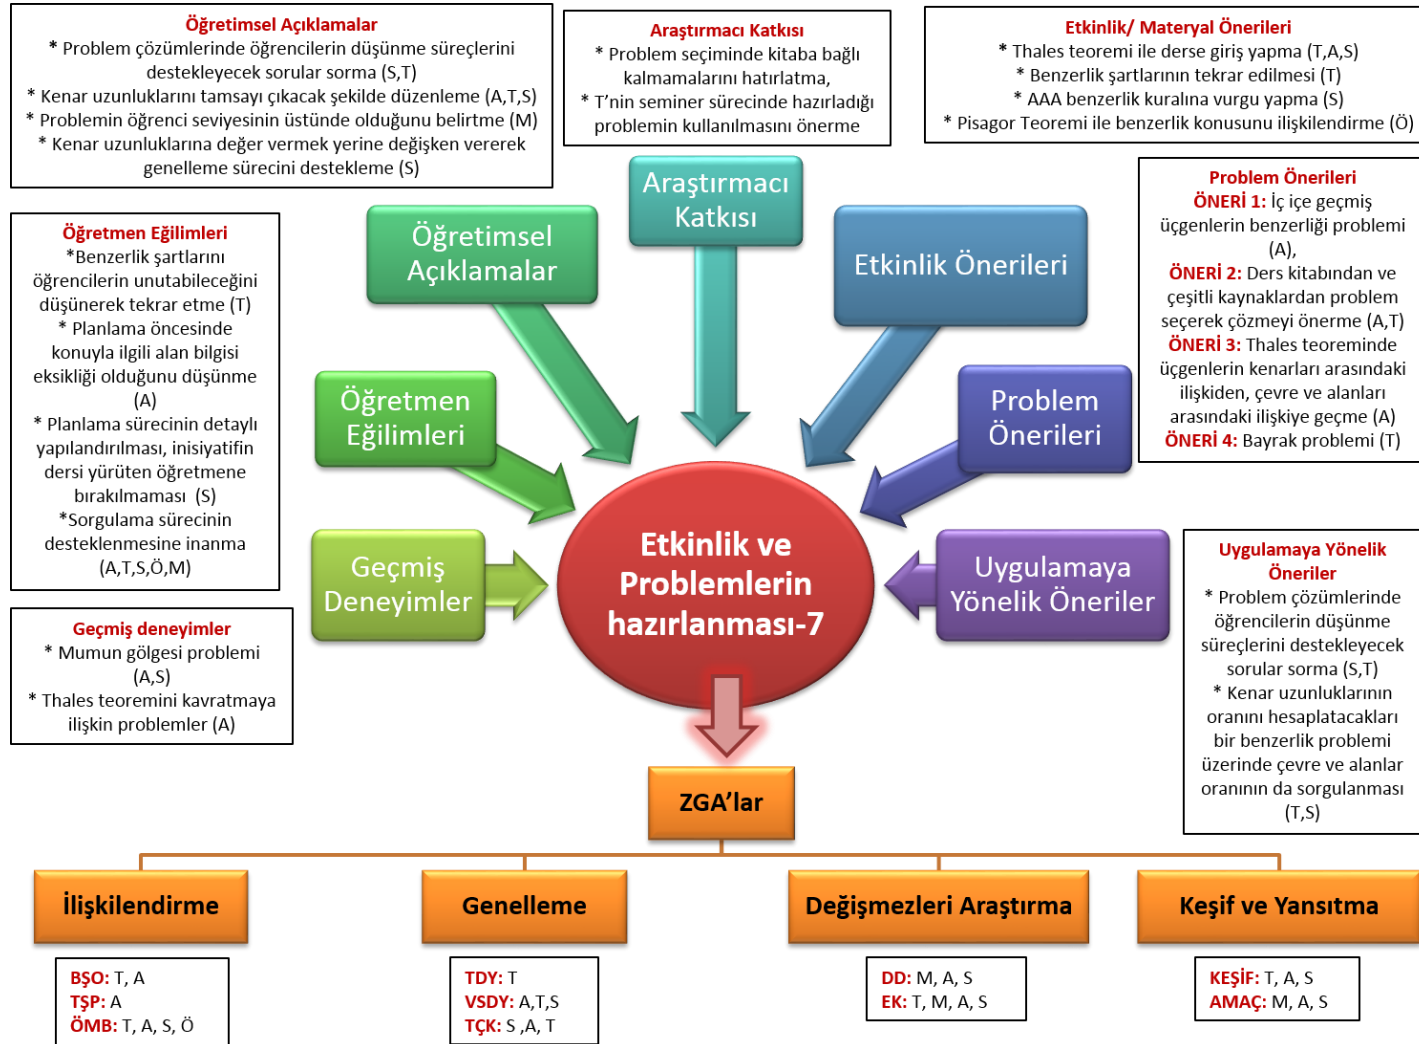 Öğretimsel Açıklamalar
* Problem çözümlerinde öğrencilerin düşünme süreçlerini
destekleyecek sorular sorma (S,T)
* Kenar uzunluklarını tamsayı çıkacak şekilde düzenleme (A,T,S)
* Problemin öğrenci seviyesinin üstünde olduğunu belirtme (M)
* Kenar uzunluklarına değer vermek yerine değişken vererek
genelleme sürecini destekleme (S)
Araştırmacı Katkısı
* Problem seçiminde kitaba bağlı
kalmamalarını hatırlatma,
* T’nin seminer sürecinde hazırladığı
problemin kullanılmasını önerme
Etkinlik/ Materyal Önerileri
* Thales teoremi ile derse giriş yapma (T,A,S)
* Benzerlik şartlarının tekrar edilmesi (T)
* AAA benzerlik kuralına vurgu yapma (S)
* Pisagor Teoremi ile benzerlik konusunu ilişkilendirme (Ö)
Öğretmen Eğilimleri
*Benzerlik şartlarını
öğrencilerin unutabileceğini
düşünerek tekrar etme (T)
* Planlama öncesinde
konuyla ilgili alan bilgisi
eksikliği olduğunu düşünme
(A)
* Planlama sürecinin detaylı
yapılandırılması, inisiyatifin
dersi yürüten öğretmene
bırakılmaması (S)
*Sorgulama sürecinin
desteklenmesine inanma
(A,T,S,Ö,M)
Geçmiş deneyimler
* Mumun gölgesi problemi
(A,S)
* Thales teoremini kavratmaya
ilişkin problemler (A)
Problem Önerileri
ÖNERİ 1: İç içe geçmiş
üçgenlerin benzerliği problemi
(A),
ÖNERİ 2: Ders kitabından ve
çeşitli kaynaklardan problem
seçerek çözmeyi önerme (A,T)
ÖNERİ 3: Thales teoreminde
üçgenlerin kenarları arasındaki
ilişkiden, çevre ve alanları
arasındaki ilişkiye geçme (A)
ÖNERİ 4: Bayrak problemi (T)
Uygulamaya Yönelik
Öneriler
* Problem çözümlerinde
öğrencilerin düşünme
süreçlerini destekleyecek
sorular sorma (S,T)
* Kenar uzunluklarının
oranını hesaplatacakları
bir benzerlik problemi
üzerinde çevre ve alanlar
oranının da sorgulanması
(T,S)
Geçmiş
Deneyimler
Öğretmen
Eğilimleri
Öğretimsel
Açıklamalar
Araştırmacı
Katkısı
Etkinlik Önerileri
Problem
Önerileri
Uygulamaya
Yönelik Öneriler
Etkinlik ve
Problemlerin
hazırlanması-7
ZGA’lar
İlişkilendirme
Genelleme
Değişmezleri Araştırma
Keşif ve Yansıtma
BŞO: T, A
TŞP: A
ÖMB: T, A, S, Ö
TDY: T
VSDY: A,T,S
TÇK: S ,A, T
DD: M, A, S
EK: T, M, A, S
KEŞİF: T, A, S
AMAÇ: M, A, S